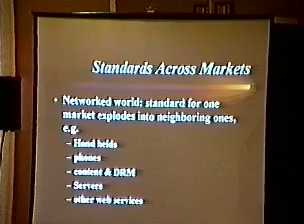 Standards Across Markets
• Networked world: standard for one
market explodes into neighboring ones,
e.g.
– Hand helds
– phones
– content & DRM
– Servers
– other web services